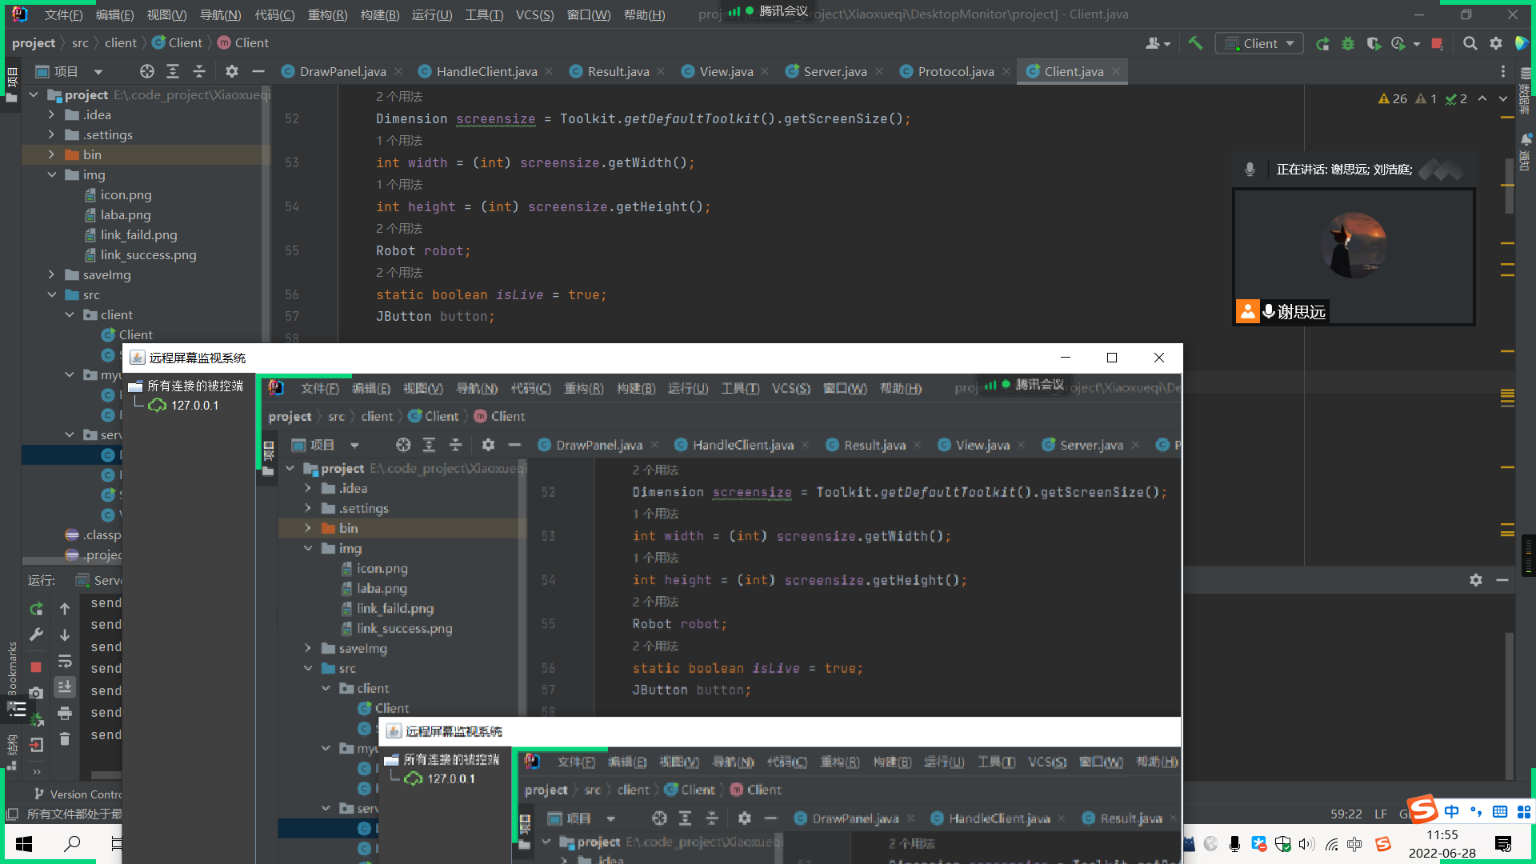 文件(F) 编辑(E) 视图(V) 导航(N) 代码(C) 重构(R) 构建(B) 运行(U) 工具(T) VCS(S) 窗口(W) 帮助(H) 腾讯会议 project\Xiaoxueqi\DesktopMonitor\project] - Client.java
project src client Client Client
Client
项目 DrawPanel.java HandleClient.java Result.java View.java Server.java Protocol.java Client.java
project E:\.code_project\Xiaoxueqi
.idea
.settings
bin
img
icon.png
laba.png
link_faild.png
link_success.png
saveImg
src
client
Client
myu
serv
.classp
.projec
2 个用法
52 Dimension screensize = Toolkit.getDefaultToolkit().getScreenSize();
1 个用法
53 int width = (int) screensize.getWidth();
1 个用法
54 int height = (int) screensize.getHeight();
2 个用法
55 Robot robot;
2 个用法
56 static boolean isLive = true;
57 JButton button;
58
26 1 2
数据库
通知
正在讲话: 谢思远; 刘浩庭;
谢思远
远程屏幕监视系统
所有连接的被控端
127.0.0.1
文件(F) 编辑(E) 视图(V) 导航(N) 代码(C) 重构(R) 构建(B) 运行(U) 工具(T) VCS(S) 窗口(W) 帮助(H) 腾讯会议 project\Xiaoxueqi\De
project src client Client Client
项目 DrawPanel.java HandleClient.java Result.java View.java Server.java P
project E:\.code_project\Xiaoxueqi
.idea
.settings
bin
img
icon.png
laba.png
link_faild.png
link_success.png
saveImg
src
client
Client
myu
serv
2 个用法
52 Dimension screensize = Toolkit.getDefaultToolkit().getScreenSize();
1 个用法
53 int width = (int) screensize.getWidth();
1 个用法
54 int height = (int) screensize.getHeight();
2 个用法
55 Robot robot;
2 个用法
56 static boolean isLive = true;
57 JButton button;
58
远程屏幕监视系统
所有连接的被控端
127.0.0.1
文件(F) 编辑(E) 视图(V) 导航(N) 代码(C) 重构(R) 构建(B) 运行(U) 工具(T) VCS(S) 窗口(W) 帮助(H)
project src client Client Client
项目 DrawPanel.java HandleClient.java Result.java
project E:\.code_project\Xiaoxueqi
.idea
2 个用法
运行: Serve
send
send
send
send
send
send
send
Bookmarks
结构
Version Contro
所有文件都处于最
59:22 LF
中
11:55
2022-06-28